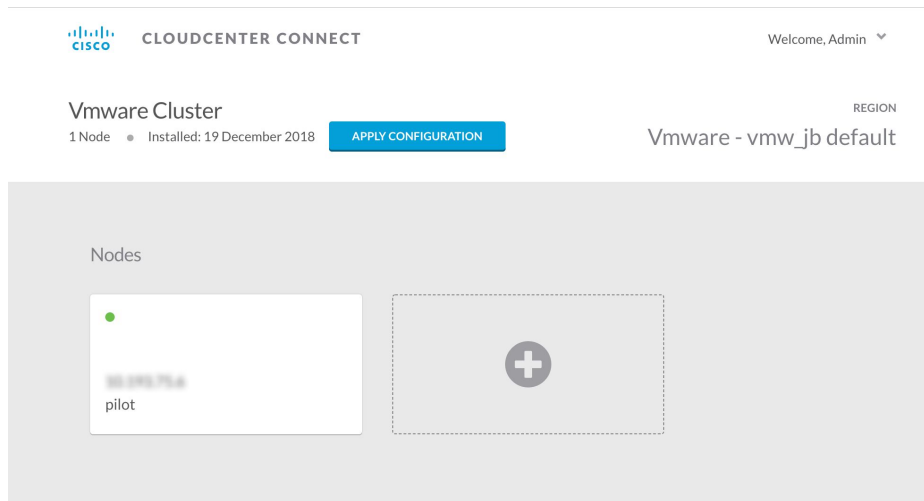 CISCO CLOUDCENTER CONNECT
Welcome, Admin
Vmware Cluster
1 Node • Installed: 19 December 2018 APPLY CONFIGURATION
REGION
Vmware - vmw_jb default
Nodes
pilot